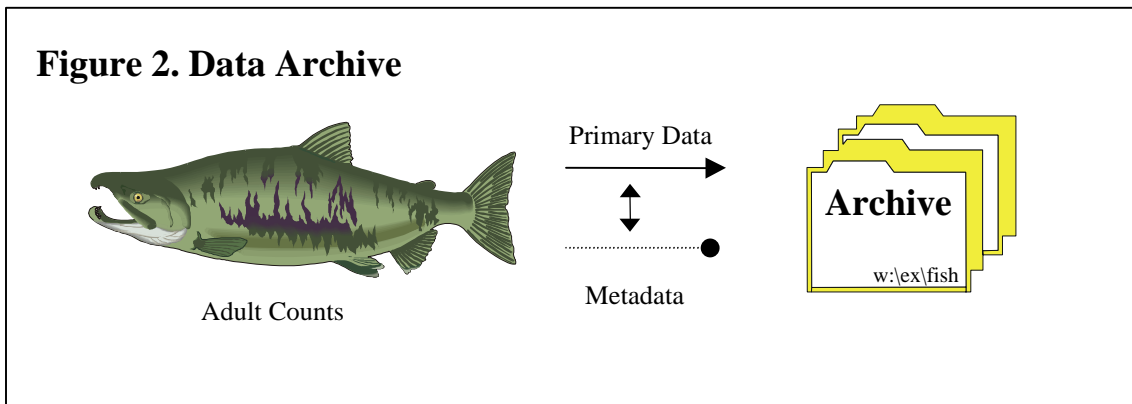 Figure 2. Data Archive
Primary Data
Archive
w:\ex\fish
Metadata
Adult Counts